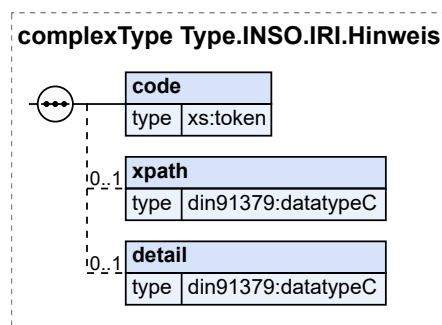 complexType Type.INSO.IRI.Hinweis
code
type xs:token
0..1 xpath
type din91379:datatypeC
0..1 detail
type din91379:datatypeC